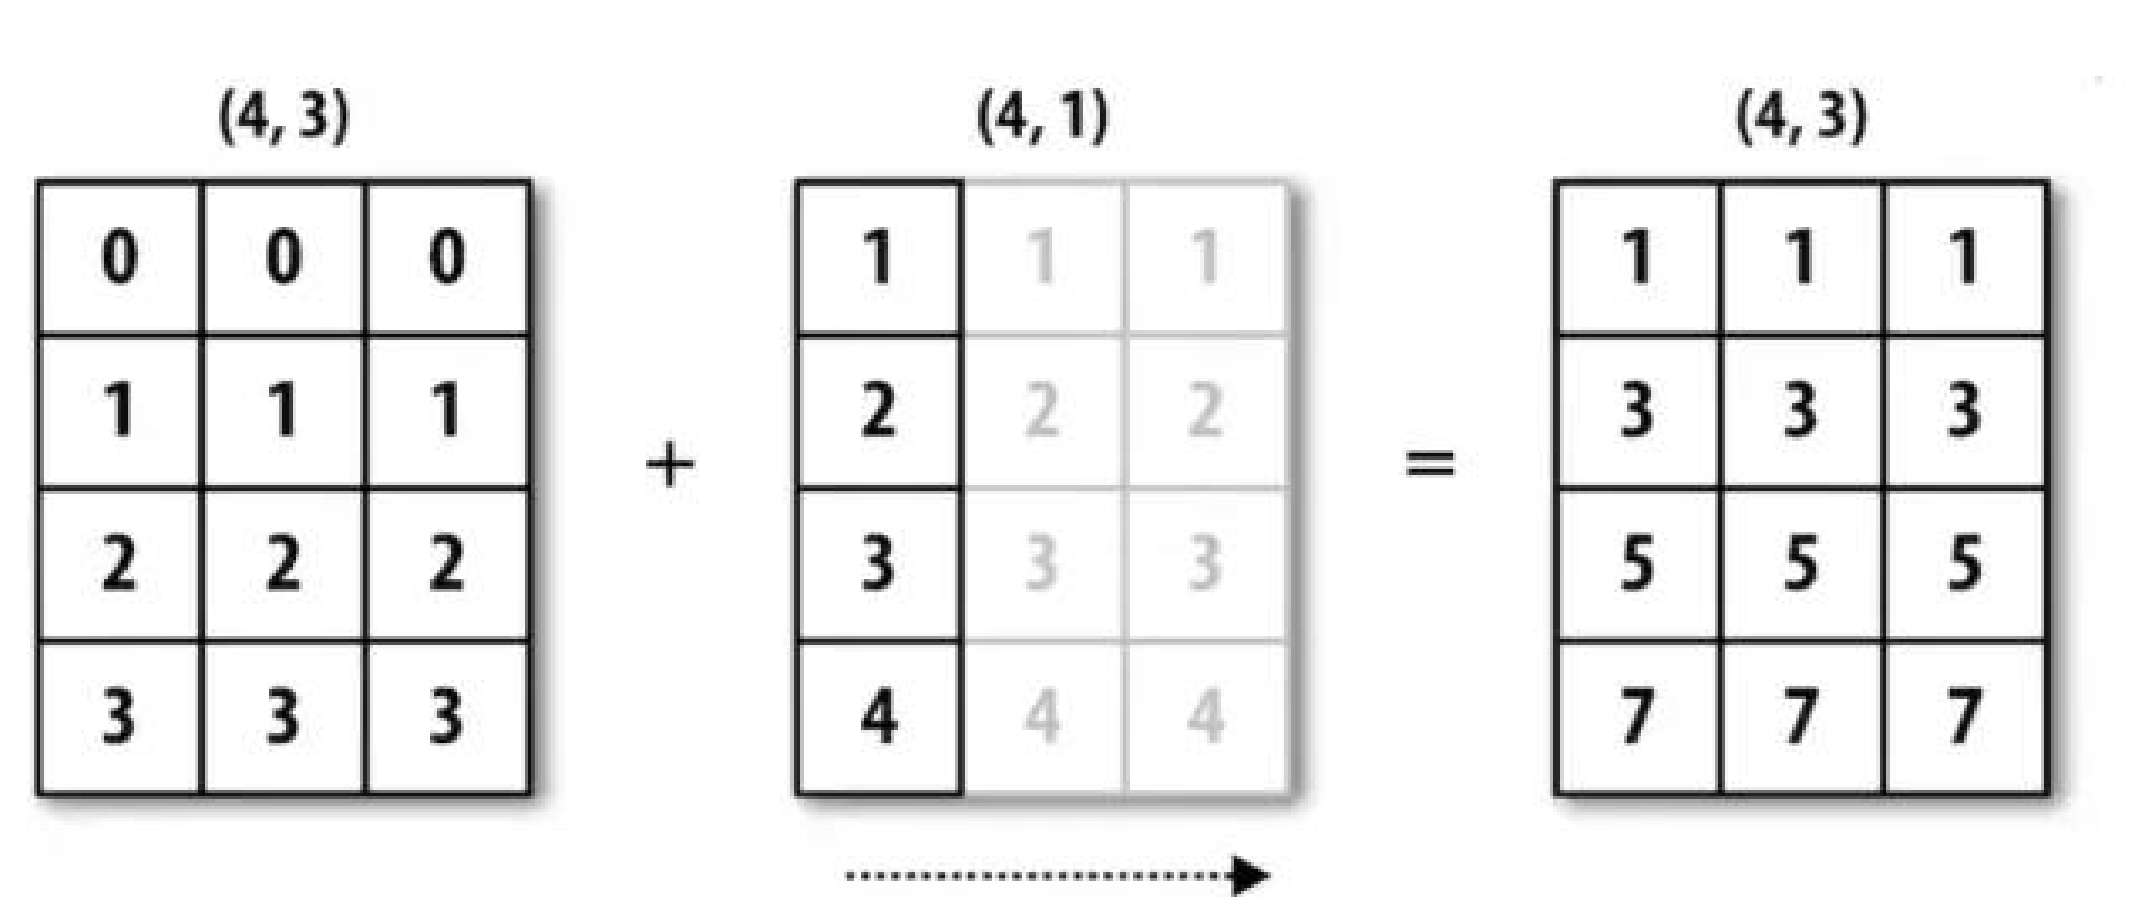 (4, 3) (4, 1) (4, 3)
0 0 0 1 1 1 1 1 1
1 1 1 2 2 2 3 3 3
+ =
2 2 2 3 3 3 5 5 5
3 3 3 4 4 4 7 7 7